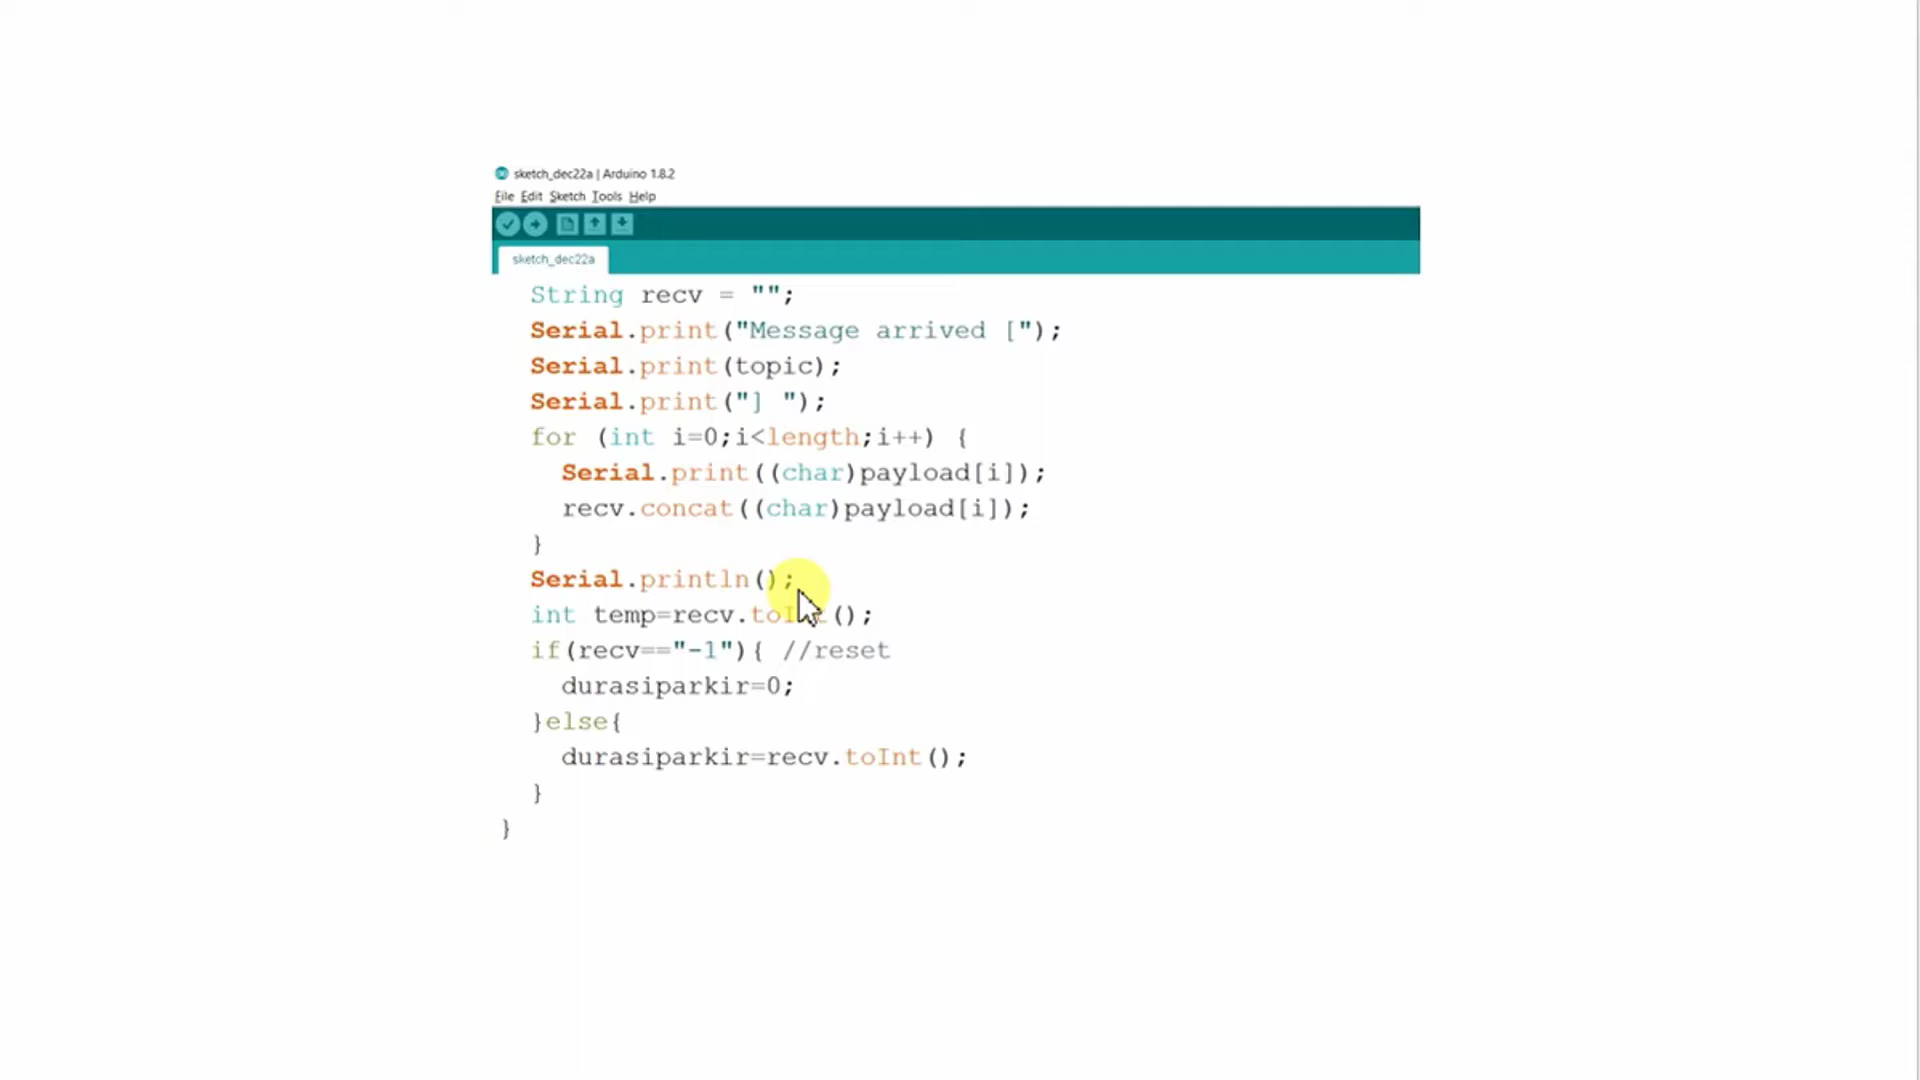 sketch_dec22a | Arduino 1.8.2
File Edit Sketch Tools Help
sketch_dec22a
String recv = "";
Serial.print("Message arrived [");
Serial.print(topic);
Serial.print("] ");
for (int i=0;i<length;i++) {
Serial.print((char)payload[i]);
recv.concat((char)payload[i]);
}
Serial.println();
int temp=recv.toInt();
if(recv=="-1"){ //reset
durasiparkir=0;
}else{
durasiparkir=recv.toInt();
}
}